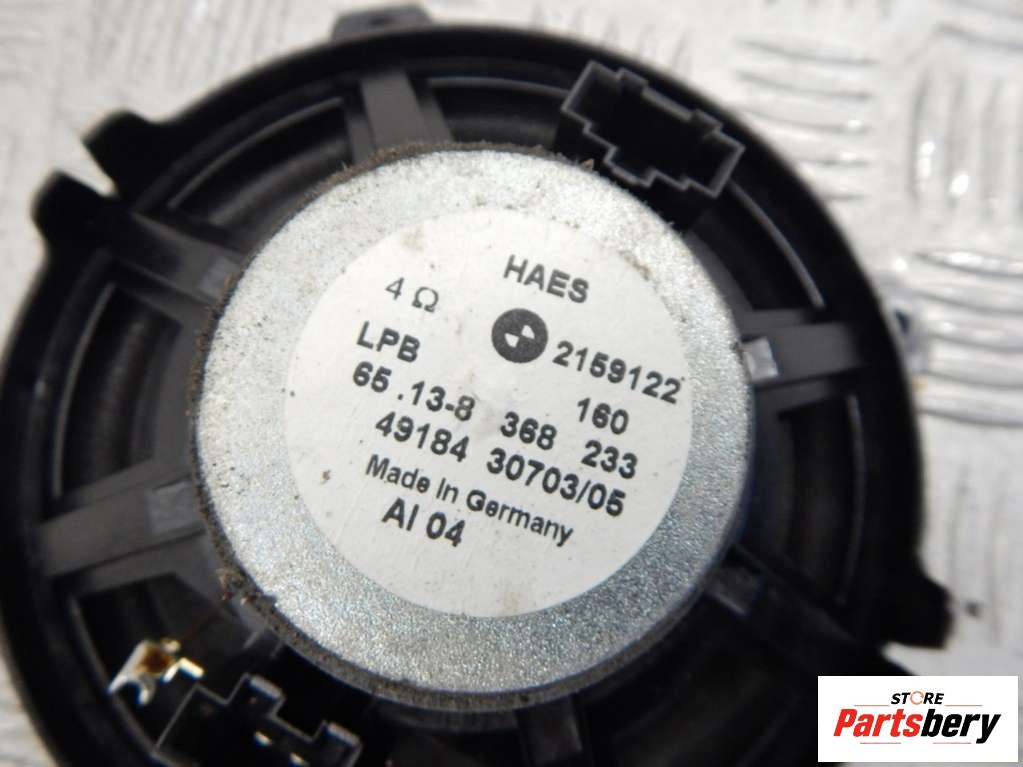 HAES
4 Ω 2159122
LPB 160
65.13-8 368 233
49184 30703/05
Made in Germany
AI 04
STORE
Partsbery